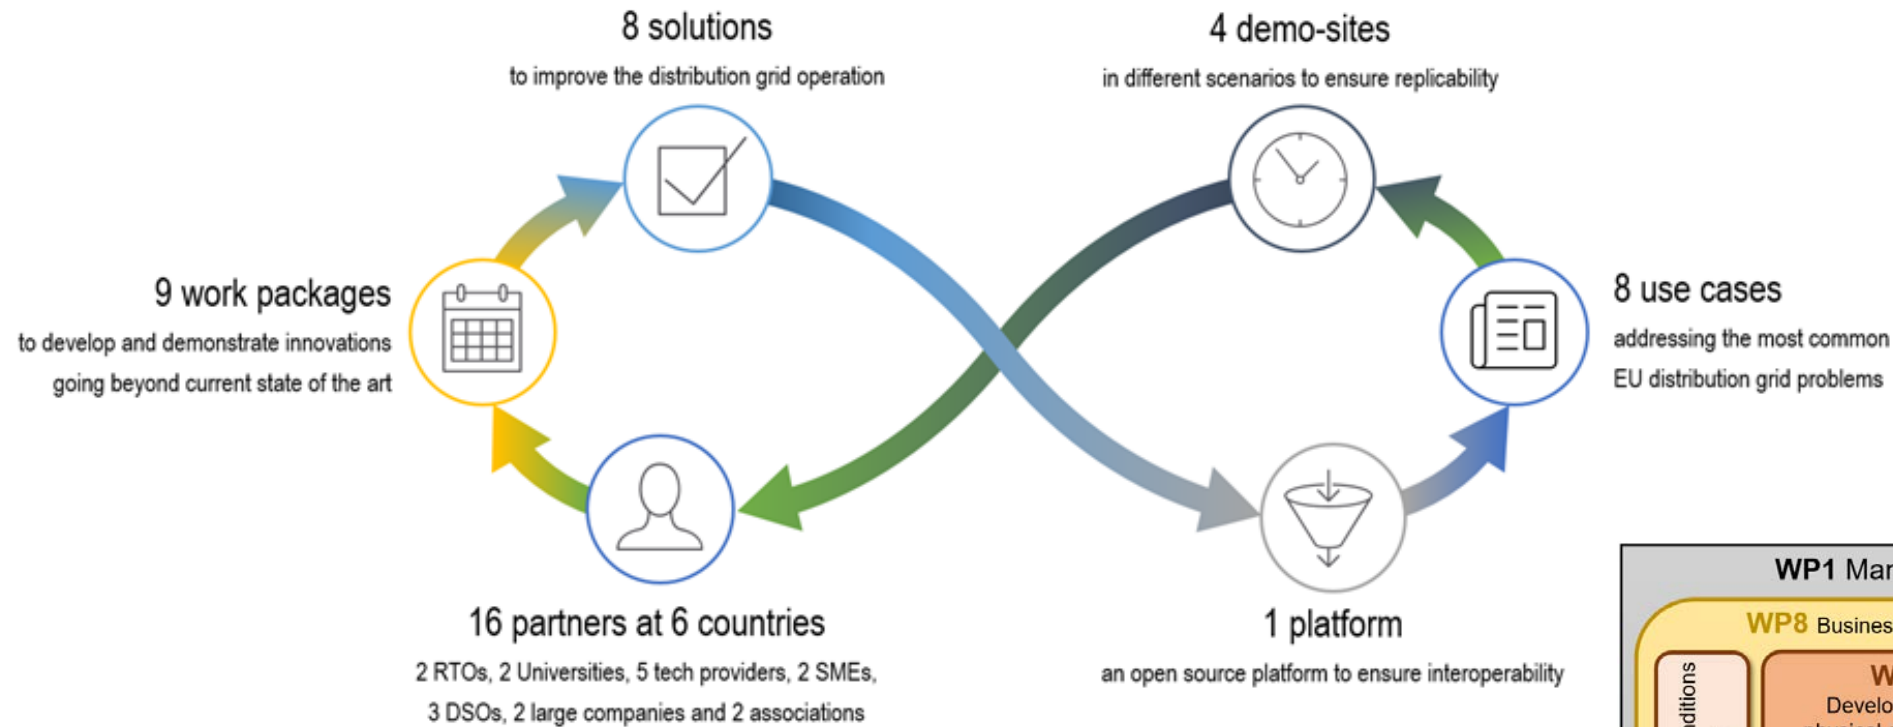 8 solutions
to improve the distribution grid operation
4 demo-sites
in different scenarios to ensure replicability
9 work packages
to develop and demonstrate innovations
going beyond current state of the art
8 use cases
addressing the most common
EU distribution grid problems
16 partners at 6 countries
2 RTOs, 2 Universities, 5 tech providers, 2 SMEs,
3 DSOs, 2 large companies and 2 associations
1 platform
an open source platform to ensure interoperability
WP1 Mar
WP8 Busines
W
Develo